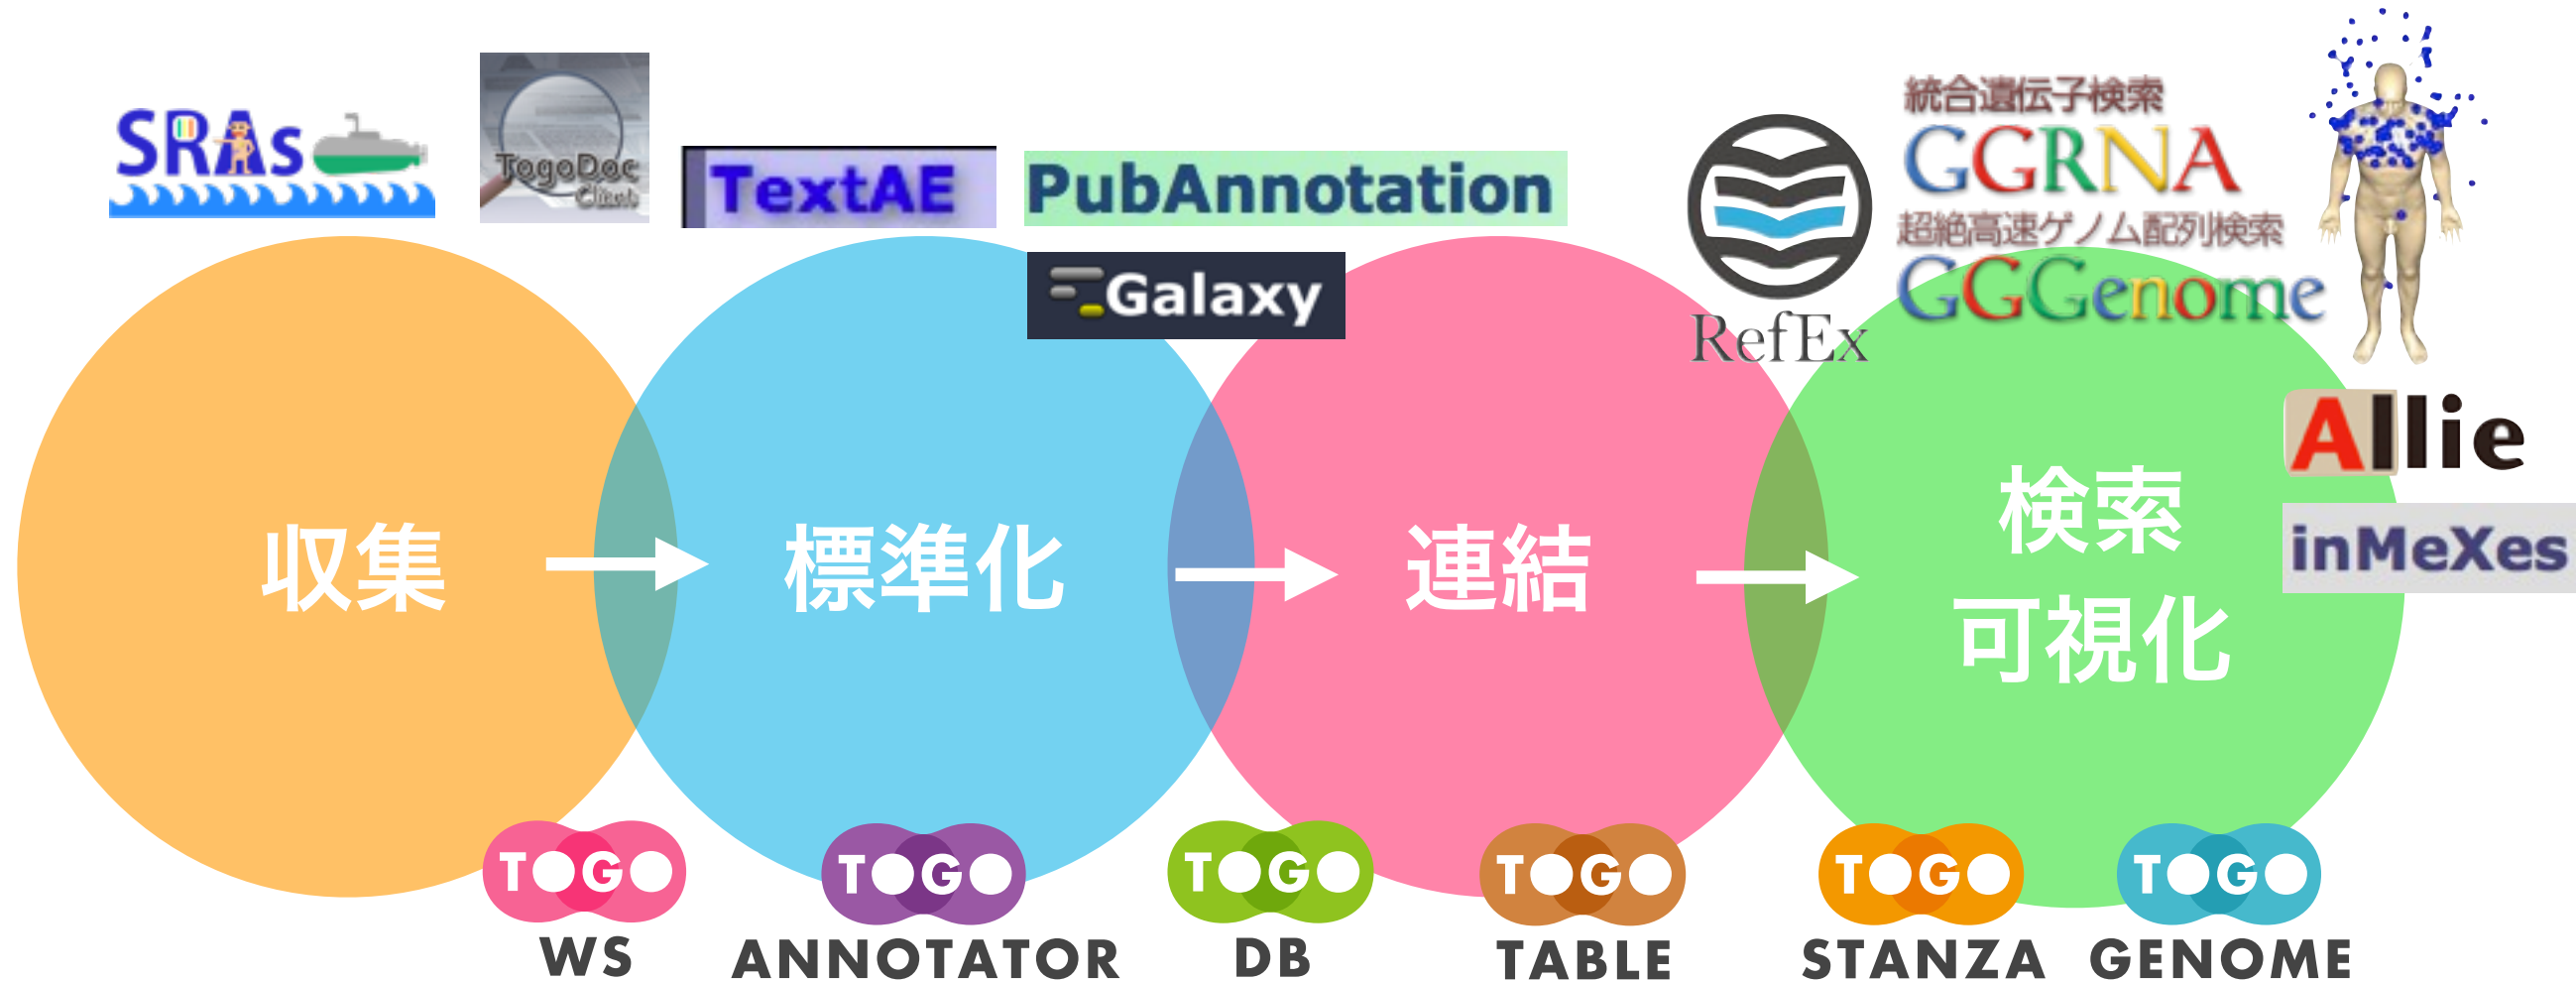 SRAs
TogoDoc
Client
TextAE
PubAnnotation
Galaxy
RefEx
統合遺伝子検索
GGRNA
超絶高速ゲノム配列検索
GGGenome
Allie
inMeXes
収集
標準化
連結
検索
可視化
TOGO
WS
TOGO
ANNOTATOR
TOGO
DB
TOGO
TABLE
TOGO
STANZA
TOGO
GENOME